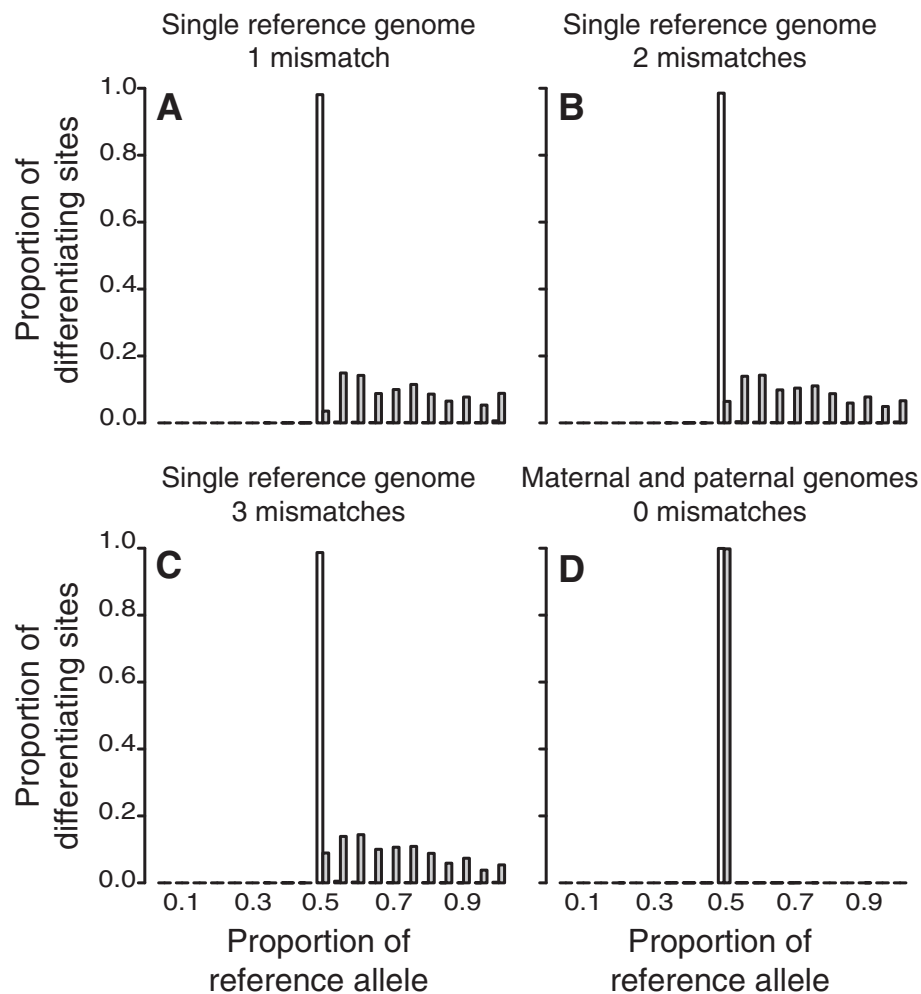 Single reference genome
1 mismatch
Single reference genome
2 mismatches
A
B
1.0
0.8
0.6
0.4
0.2
0.0
Proportion of
differentiating sites
Single reference genome
3 mismatches
Maternal and paternal genomes
0 mismatches
C
D
1.0
0.8
0.6
0.4
0.2
0.0
Proportion of
differentiating sites
0.1 0.3 0.5 0.7 0.9
0.1 0.3 0.5 0.7 0.9
Proportion of
reference allele
Proportion of
reference allele